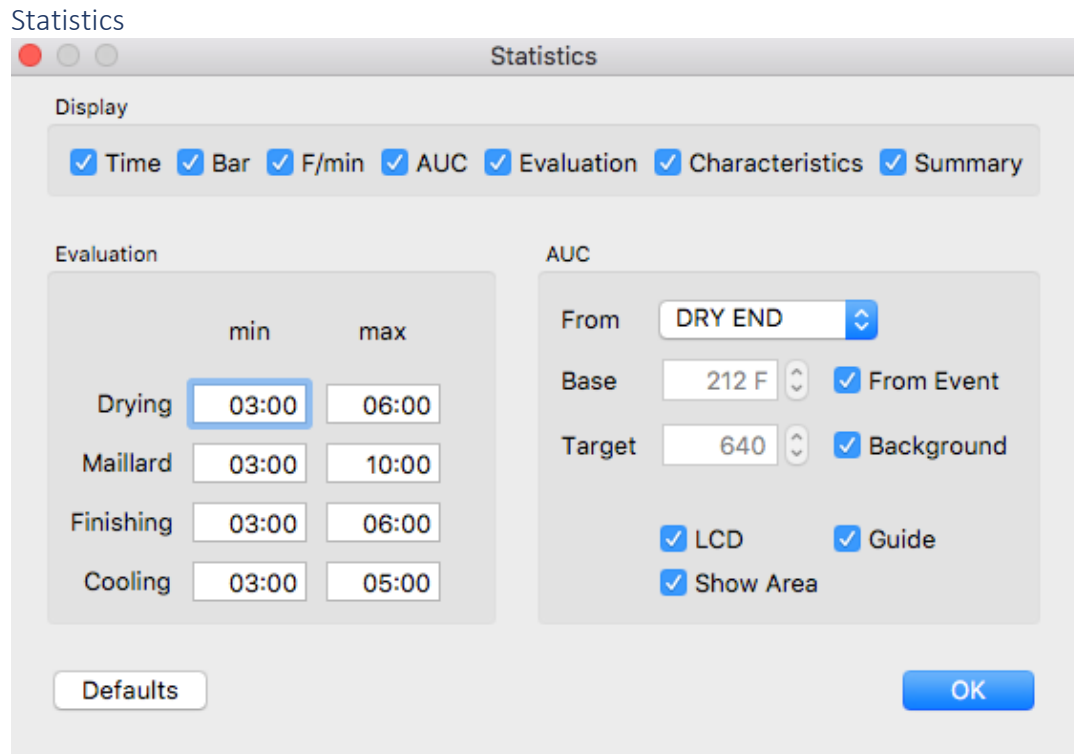 Statistics
Statistics
Display
Time Bar F/min AUC Evaluation Characteristics Summary
Evaluation
min max
Drying 03:00 06:00
Maillard 03:00 10:00
Finishing 03:00 06:00
Cooling 03:00 05:00
AUC
From DRY END
Base 212 F From Event
Target 640 Background
LCD Guide
Show Area
Defaults OK